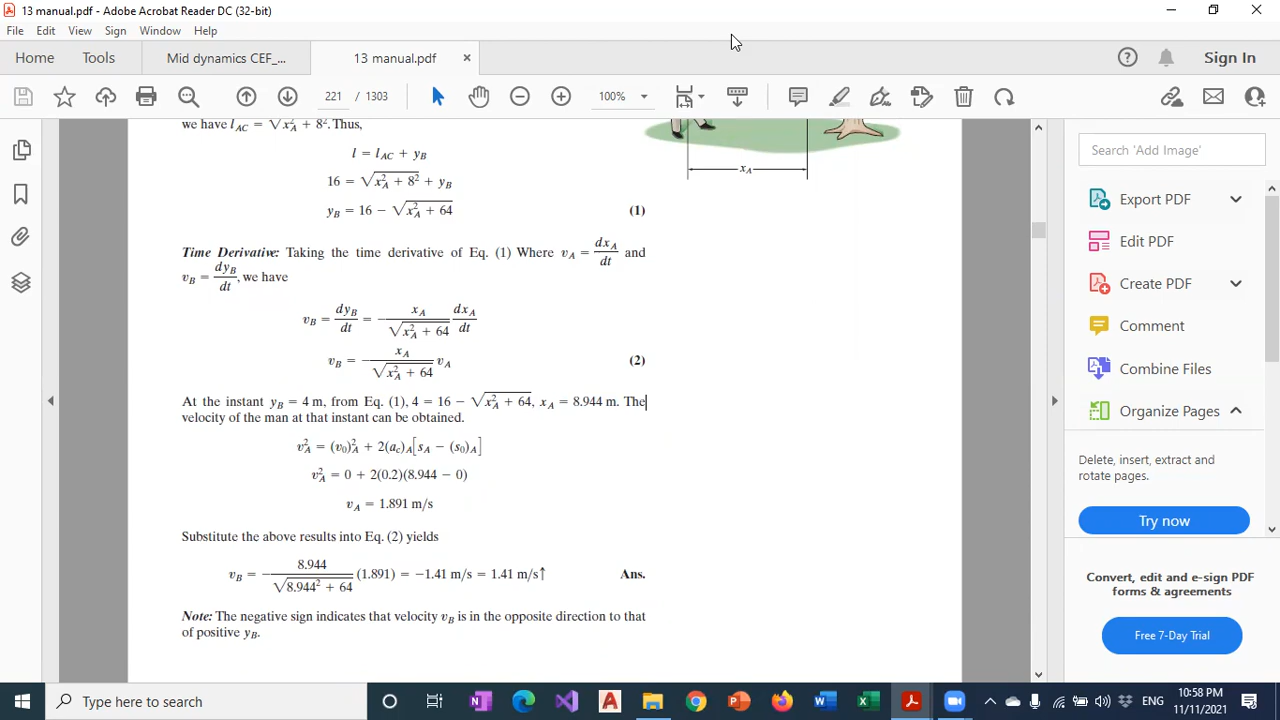 13 manual.pdf - Adobe Acrobat Reader DC (32-bit)
File Edit View Sign Window Help
Home Tools Mid dynamics CEF_... 13 manual.pdf × Sign In
221 / 1303 100%
we have l_AC = √x_A² + 8². Thus,
l = l_AC + y_B
16 = √x_A² + 8² + y_B
y_B = 16 − √x_A² + 64 (1)
x_A
Time Derivative: Taking the time derivative of Eq. (1) Where v_A = dx_A/dt and
v_B = dy_B/dt, we have
v_B = dy_B/dt = − x_A/√x_A² + 64 dx_A/dt
v_B = − x_A/√x_A² + 64 v_A (2)
At the instant y_B = 4 m, from Eq. (1), 4 = 16 − √x_A² + 64, x_A = 8.944 m. The
velocity of the man at that instant can be obtained.
v_A² = (v_0)_A² + 2(a_c)_A[s_A − (s_0)_A]
v_A² = 0 + 2(0.2)(8.944 − 0)
v_A = 1.891 m/s
Substitute the above results into Eq. (2) yields
v_B = − 8.944/√8.944² + 64 (1.891) = −1.41 m/s = 1.41 m/s↑ Ans.
Note: The negative sign indicates that velocity v_B is in the opposite direction to that
of positive y_B.
Search 'Add Image'
Export PDF
Edit PDF
Create PDF
Comment
Combine Files
Organize Pages
Delete, insert, extract and
rotate pages.
Try now
Convert, edit and e-sign PDF
forms & agreements
Free 7-Day Trial
Type here to search
ENG
10:58 PM
11/11/2021